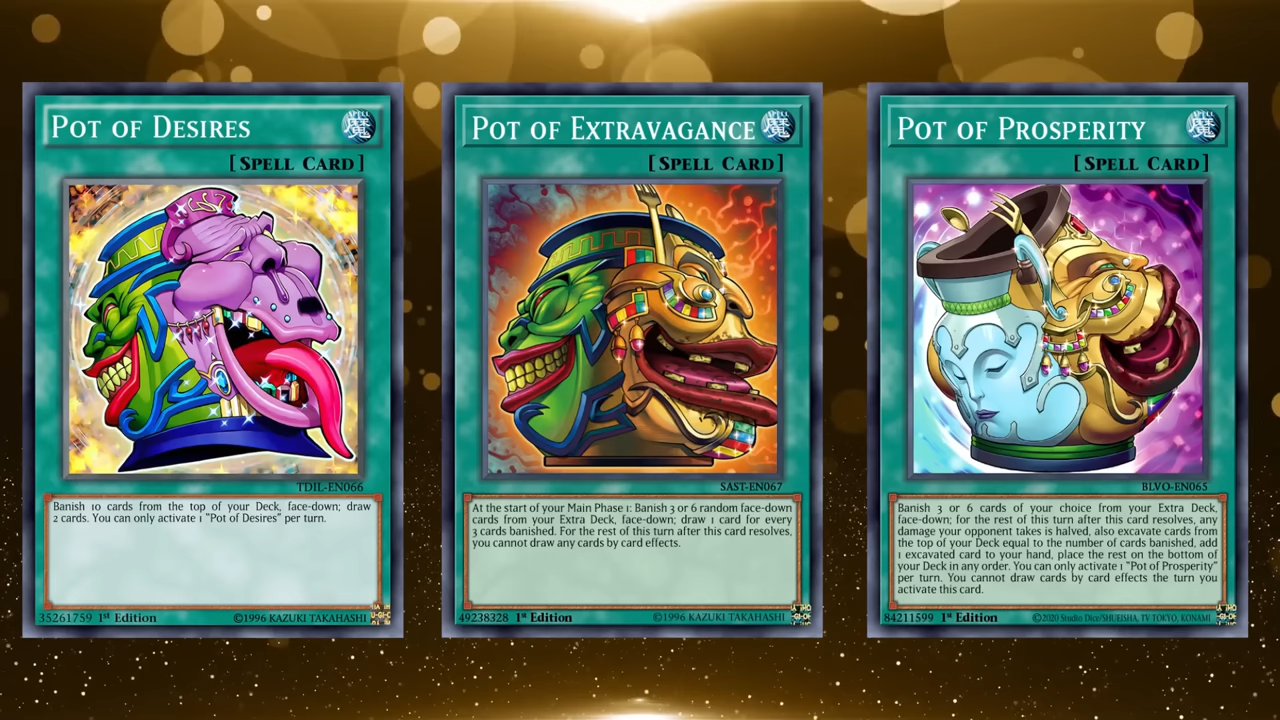 POT OF DESIRES
魔
[SPELL CARD]
TDIL-EN066
Banish 10 cards from the top of your Deck, face-down; draw
2 cards. You can only activate 1 "Pot of Desires" per turn.
35261759 1st Edition
©1996 KAZUKI TAKAHASHI
POT OF EXTRAVAGANCE
魔
[SPELL CARD]
SAST-EN067
At the start of your Main Phase 1: Banish 3 or 6 random face-down
cards from your Extra Deck, face-down; draw 1 card for every
3 cards banished. For the rest of this turn after this card resolves,
you cannot draw any cards by card effects.
49238328 1st Edition
©1996 KAZUKI TAKAHASHI
POT OF PROSPERITY
魔
[SPELL CARD]
BLVO-EN065
Banish 3 or 6 cards of your choice from your Extra Deck,
face-down; for the rest of this turn after this card resolves, any
damage your opponent takes is halved, also excavate cards from
the top of your Deck equal to the number of cards banished, add
1 excavated card to your hand, place the rest on the bottom of
your Deck in any order. You can only activate 1 "Pot of Prosperity"
per turn. You cannot draw cards by card effects the turn you
activate this card.
84211599 1st Edition
©2020 Studio Dice/SHUEISHA, TV TOKYO, KONAMI